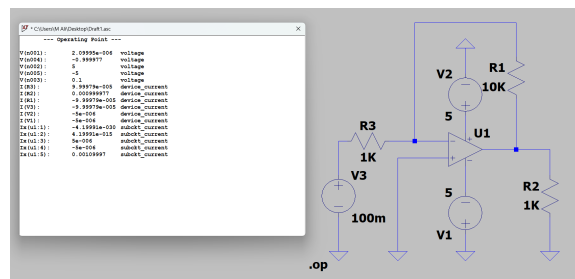 * C:\Users\M Ali\Desktop\Draft1.asc
--- Operating Point ---
V(n001): 2.09995e-006 voltage
V(n004): -0.999977 voltage
V(n002): 5 voltage
V(n005): -5 voltage
V(n003): 0.1 voltage
I(R3): 9.99979e-005 device_current
I(R2): 0.000999977 device_current
I(R1): -9.99979e-005 device_current
I(V3): -9.99979e-005 device_current
I(V2): -5e-006 device_current
I(V1): -5e-006 device_current
Ix(u1:1): -4.19991e-030 subckt_current
Ix(u1:2): 4.19991e-015 subckt_current
Ix(u1:3): 5e-006 subckt_current
Ix(u1:4): -5e-006 subckt_current
Ix(u1:5): 0.00109997 subckt_current
V2
5
R1
10K
R3
1K
U1
V3
100m
5
V1
R2
1K
.op